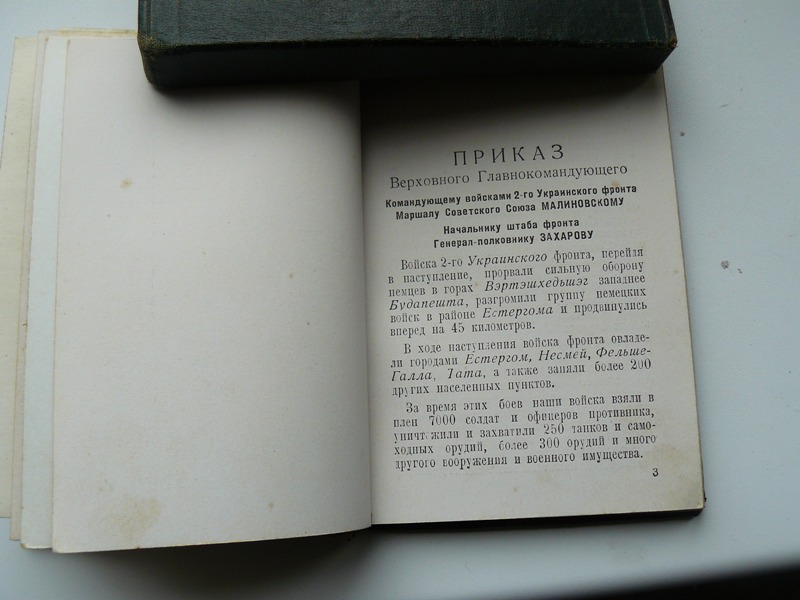 ПРИКАЗ
Верховного Главнокомандующего
Командующему войсками 2-го Украинского фронта
Маршалу Советского Союза МАЛИНОВСКОМУ
Начальнику штаба фронта
Генерал-полковнику ЗАХАРОВУ
Войска 2-го Украинского фронта, перейдя
в наступление, прорвали сильную оборону
немцев в горах Вэртэшхедьшэг западнее
Будапешта, разгромили группу немецких
войск в районе Естергома и продвинулись
вперед на 45 километров.
В ходе наступления войска фронта овладе-
ли городами Естергом, Несмей, Фельше-
Галла, Тата, а также заняли более 200
других населенных пунктов.
За время этих боев наши войска взяли в
плен 7000 солдат и офицеров противника,
уничтожили и захватили 250 танков и само-
ходных орудий, более 300 орудий и много
другого вооружения и военного имущества.
3